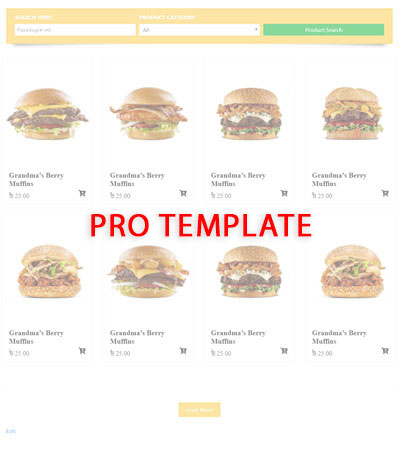 SEARCH HERE PRODUCT CATEGORY
All Product Search
Grandma's Berry Muffins
Grandma's Berry Muffins
Grandma's Berry Muffins
Grandma's Berry Muffins
৳ 25.00
৳ 25.00
৳ 25.00
৳ 25.00
PRO TEMPLATE
Grandma's Berry Muffins
Grandma's Berry Muffins
Grandma's Berry Muffins
Grandma's Berry Muffins
৳ 25.00
৳ 25.00
৳ 25.00
৳ 25.00
Load More
Edit